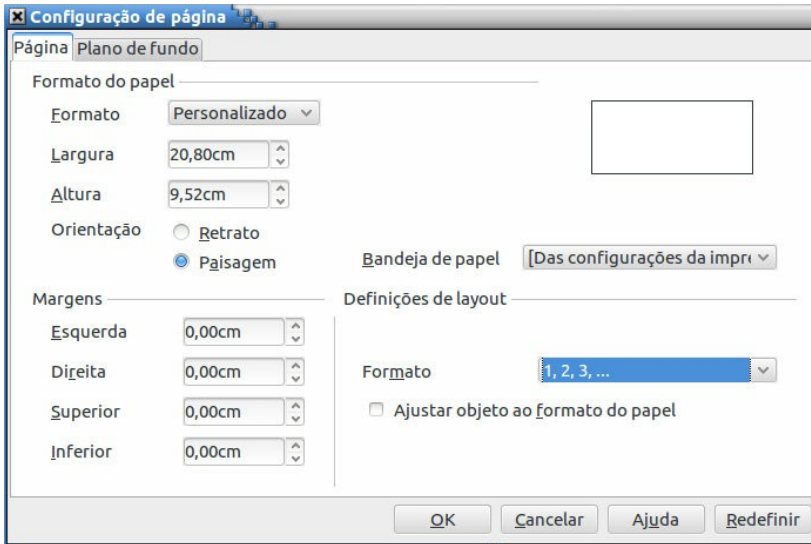 Configuração de página
Página Plano de fundo
Formato do papel
Formato Personalizado
Largura 20,80cm
Altura 9,52cm
Orientação Retrato
Paisagem
Bandeja de papel [Das configurações da impre
Margens Definições de layout
Esquerda 0,00cm
Direita 0,00cm Formato 1, 2, 3, ...
Superior 0,00cm Ajustar objeto ao formato do papel
Inferior 0,00cm
OK Cancelar Ajuda Redefinir